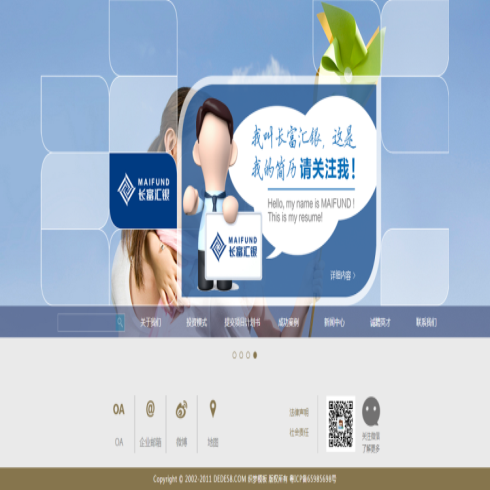 我叫长富汇银，这是
我的简历 请关注我！
Hello, my name is MAIFUND !
This is my resume!
MAIFUND
长富汇银
MAIFUND
长富汇银
详细内容 〉
关于我们 投资模式 提交项目计划书 成功案例 新闻中心 诚聘英才 联系我们
OA
OA 企业邮箱 微博 地图
法律声明
社会责任
关注微信
了解更多
Copyright © 2002-2011 DEDE58.COM 织梦模板 版权所有 粤ICP备65985698号